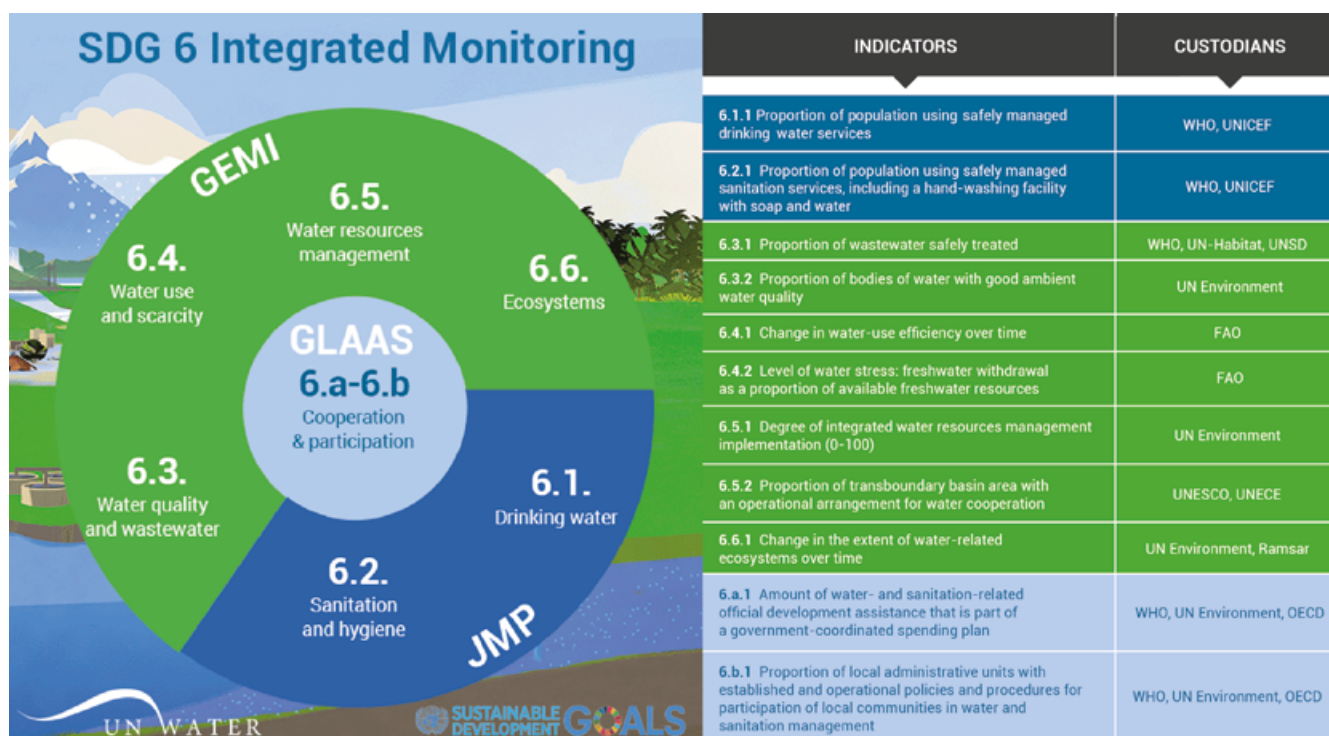 SDG 6 Integrated Monitoring
GEMI
6.5.
Water resources
management
6.4.
Water use
and scarcity
6.6.
Ecosystems
GLAAS
6.a-6.b
Cooperation
& participation
6.3.
Water quality
and wastewater
6.1.
Drinking water
6.2.
Sanitation
and hygiene
JMP
UN WATER
SUSTAINABLE
DEVELOPMENT
GOALS
INDICATORS
CUSTODIANS
6.1.1 Proportion of population using safely managed
drinking water services
WHO, UNICEF
6.2.1 Proportion of population using safely managed
sanitation services, including a hand-washing facility
with soap and water
WHO, UNICEF
6.3.1 Proportion of wastewater safely treated
WHO, UN-Habitat, UNSD
6.3.2 Proportion of bodies of water with good ambient
water quality
UN Environment
6.4.1 Change in water-use efficiency over time
FAO
6.4.2 Level of water stress: freshwater withdrawal
as a proportion of available freshwater resources
FAO
6.5.1 Degree of integrated water resources management
implementation (0-100)
UN Environment
6.5.2 Proportion of transboundary basin area with
an operational arrangement for water cooperation
UNESCO, UNECE
6.6.1 Change in the extent of water-related
ecosystems over time
UN Environment, Ramsar
6.a.1 Amount of water- and sanitation-related
official development assistance that is part of
a government-coordinated spending plan
WHO, UN Environment, OECD
6.b.1 Proportion of local administrative units with
established and operational policies and procedures for
participation of local communities in water and
sanitation management
WHO, UN Environment, OECD